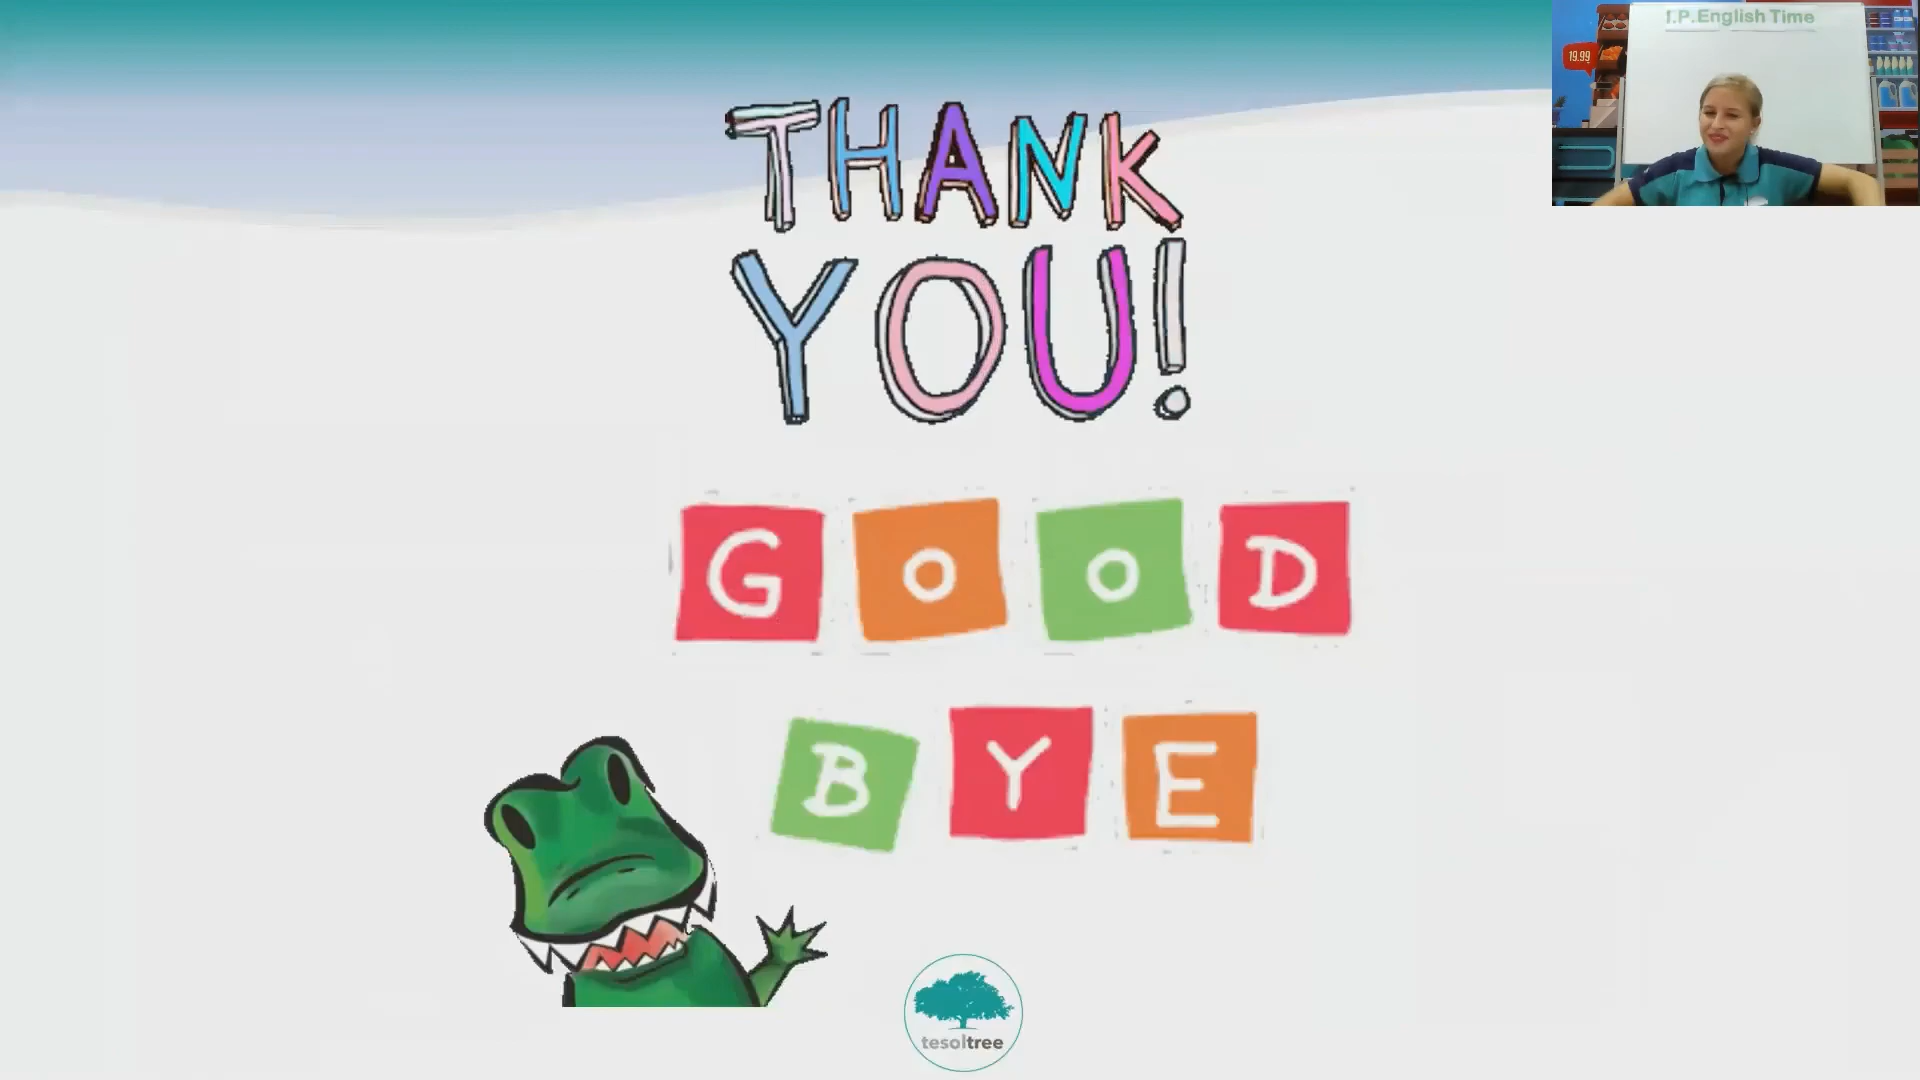 I.P.English Time
19.99
THANK
YOU!
GOOD
BYE
tesoltree